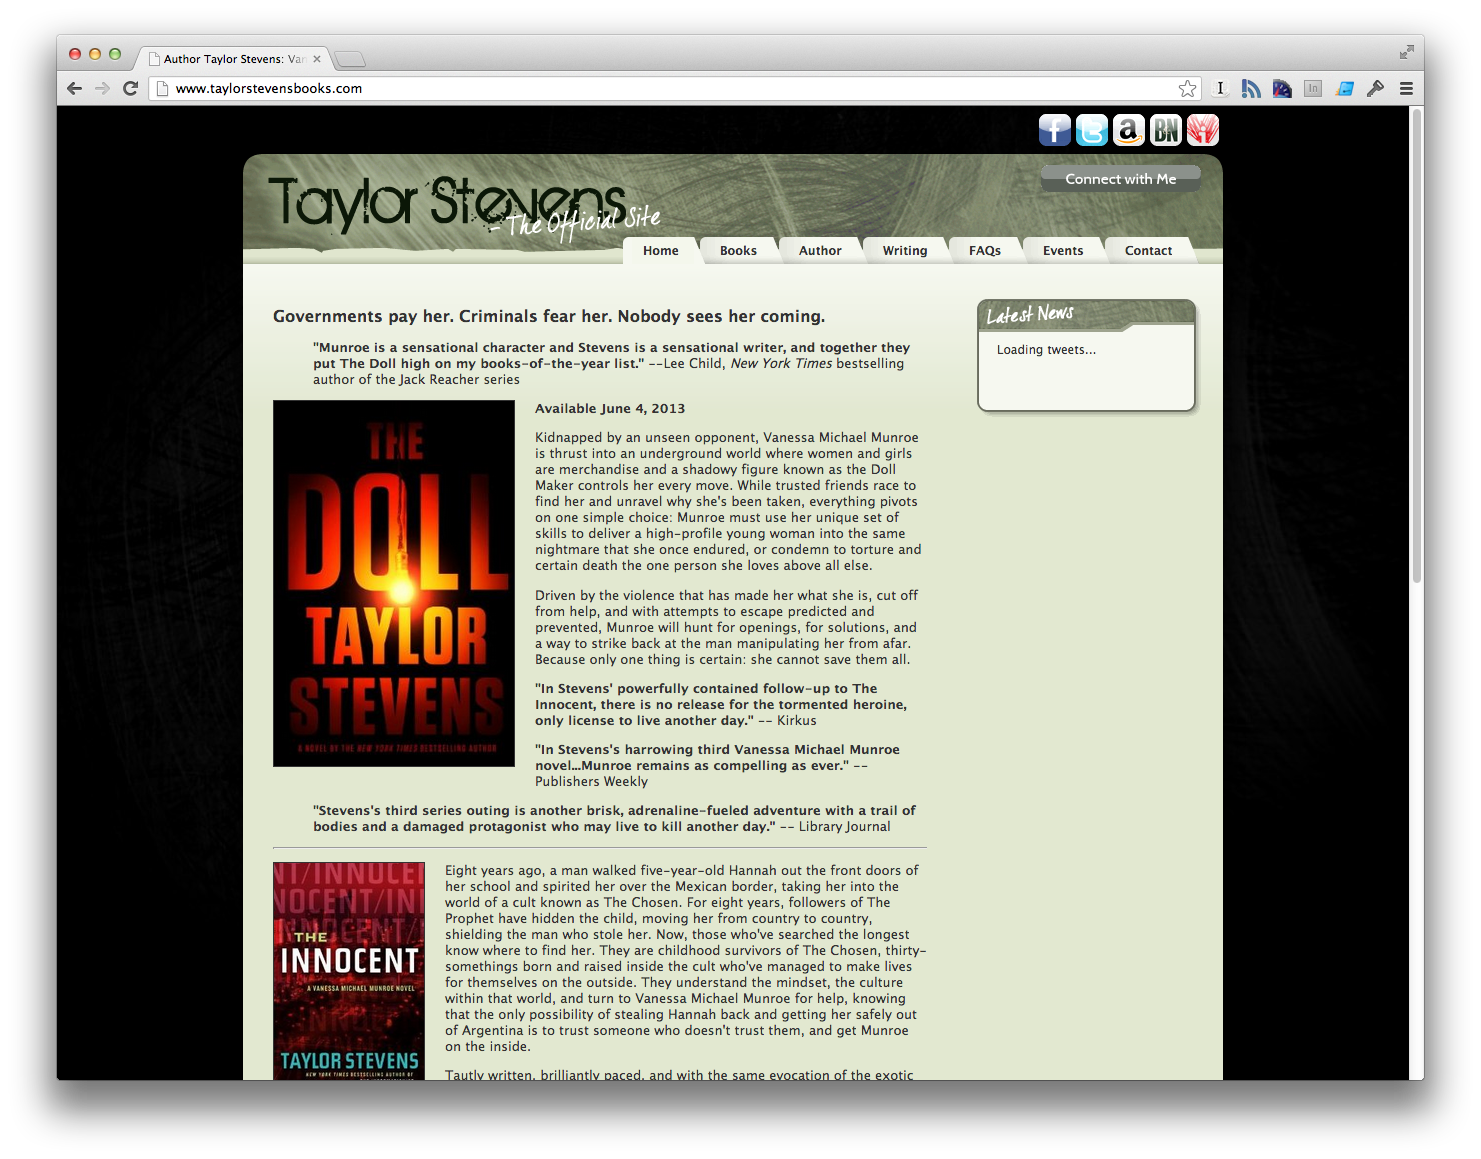 Author Taylor Stevens: Van
www.taylorstevensbooks.com
Taylor Stevens
- The Official Site
Connect with Me
Home
Books
Author
Writing
FAQs
Events
Contact
Governments pay her. Criminals fear her. Nobody sees her coming.
"Munroe is a sensational character and Stevens is a sensational writer, and together they
put The Doll high on my books-of-the-year list." --Lee Child, New York Times bestselling
author of the Jack Reacher series
THE
DOLL
TAYLOR
STEVENS
A NOVEL BY THE NEW YORK TIMES BESTSELLING AUTHOR
Available June 4, 2013
Kidnapped by an unseen opponent, Vanessa Michael Munroe
is thrust into an underground world where women and girls
are merchandise and a shadowy figure known as the Doll
Maker controls her every move. While trusted friends race to
find her and unravel why she's been taken, everything pivots
on one simple choice: Munroe must use her unique set of
skills to deliver a high-profile young woman into the same
nightmare that she once endured, or condemn to torture and
certain death the one person she loves above all else.
Driven by the violence that has made her what she is, cut off
from help, and with attempts to escape predicted and
prevented, Munroe will hunt for openings, for solutions, and
a way to strike back at the man manipulating her from afar.
Because only one thing is certain: she cannot save them all.
"In Stevens' powerfully contained follow-up to The
Innocent, there is no release for the tormented heroine,
only license to live another day." -- Kirkus
"In Stevens's harrowing third Vanessa Michael Munroe
novel...Munroe remains as compelling as ever." --
Publishers Weekly
"Stevens's third series outing is another brisk, adrenaline-fueled adventure with a trail of
bodies and a damaged protagonist who may live to kill another day." -- Library Journal
THE
INNOCENT
A VANESSA MICHAEL MUNROE NOVEL
TAYLOR STEVENS
NEW YORK TIMES BESTSELLING AUTHOR OF
Eight years ago, a man walked five-year-old Hannah out the front doors of
her school and spirited her over the Mexican border, taking her into the
world of a cult known as The Chosen. For eight years, followers of The
Prophet have hidden the child, moving her from country to country,
shielding the man who stole her. Now, those who've searched the longest
know where to find her. They are childhood survivors of The Chosen, thirty-
somethings born and raised inside the cult who've managed to make lives
for themselves on the outside. They understand the mindset, the culture
within that world, and turn to Vanessa Michael Munroe for help, knowing
that the only possibility of stealing Hannah back and getting her safely out
of Argentina is to trust someone who doesn't trust them, and get Munroe
on the inside.
Tautly written, brilliantly paced, and with the same evocation of the exotic
Latest News
Loading tweets...